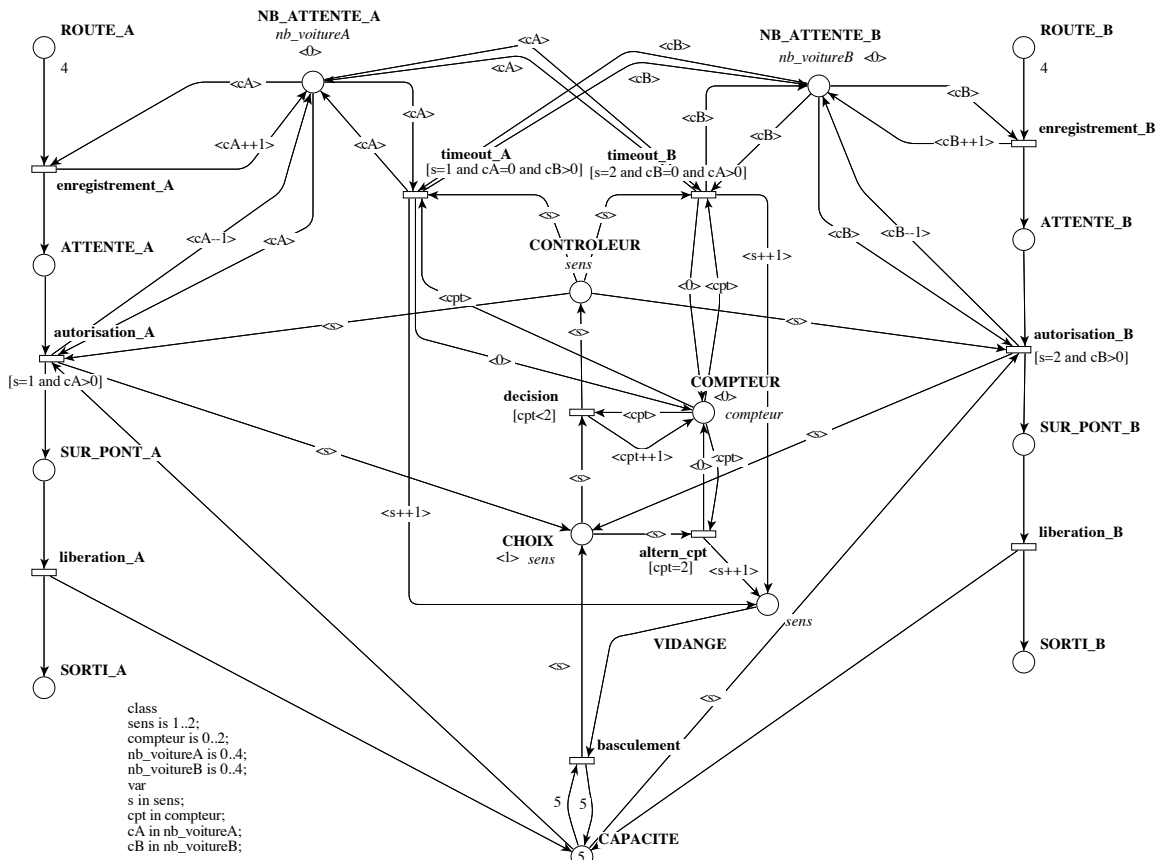 NB_ATTENTE_A
nb_voitureA
<0>
ROUTE_A
4
NB_ATTENTE_B
nb_voitureB <0>
ROUTE_B
4
<cA>
<cA>
<cB>
<cB>
<cA>
<cA>
<cB>
<cB>
<cB>
<cA>
<cA++1>
<cB++1>
enregistrement_A
enregistrement_B
timeout_A
[s=1 and cA=0 and cB>0]
timeout_B
[s=2 and cB=0 and cA>0]
<s>
<s>
ATTENTE_A
<cA--1>
<cA>
CONTROLEUR
sens
<s++1>
<cB>
<cB--1>
ATTENTE_B
<cpt>
<0>
<cpt>
autorisation_A
[s=1 and cA>0]
<s>
<s>
<s>
autorisation_B
[s=2 and cB>0]
<0>
decision
[cpt<2]
<cpt>
<cpt++1>
COMPTEUR
<0>
compteur
<0>
<cpt>
SUR_PONT_A
<s>
<s>
<s>
SUR_PONT_B
<s++1>
CHOIX
<1> sens
<s>
altern_cpt
[cpt=2]
<s++1>
liberation_A
liberation_B
sens
VIDANGE
SORTI_A
<s>
<s>
SORTI_B
basculement
5
5
CAPACITE
5
class
sens is 1..2;
compteur is 0..2;
nb_voitureA is 0..4;
nb_voitureB is 0..4;
var
s in sens;
cpt in compteur;
cA in nb_voitureA;
cB in nb_voitureB;